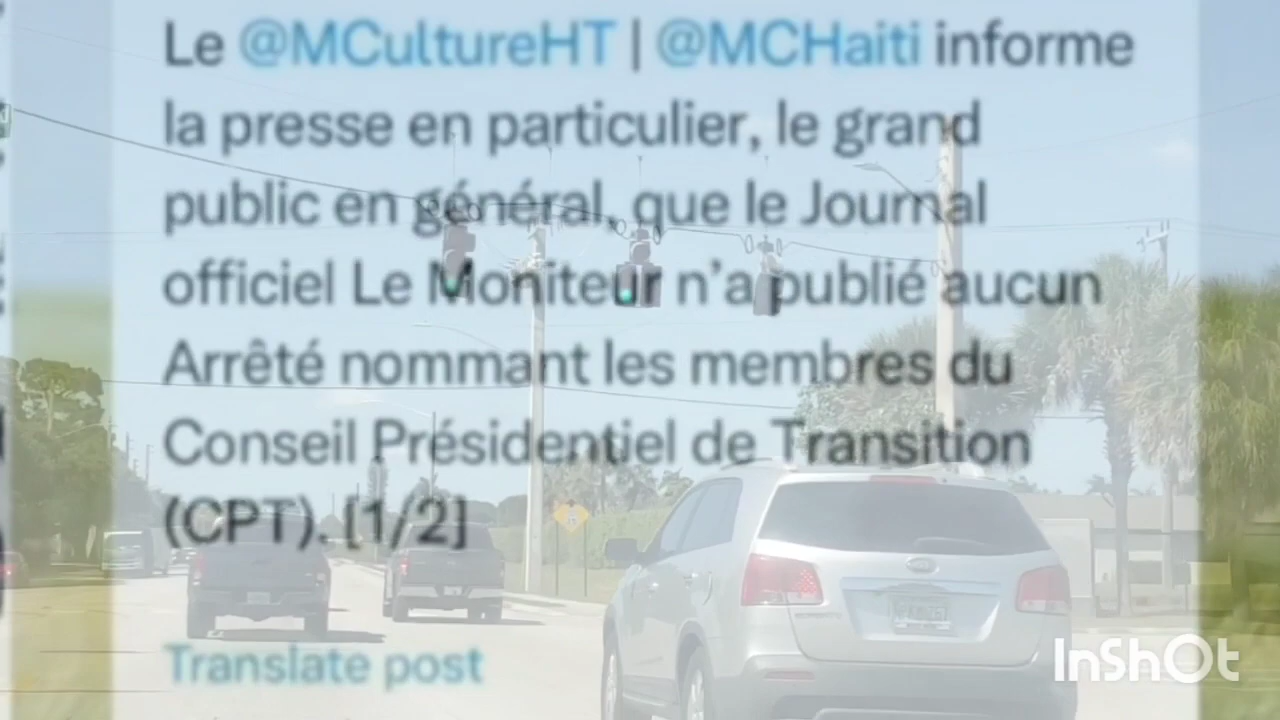 Le @MCultureHT | @MCHaiti informe
la presse en particulier, le grand
public en général, que le Journal
officiel Le Moniteur n’a publié aucun
Arrêté nommant les membres du
Conseil Présidentiel de Transition
(CPT). [1/2]
Translate post
InShOt